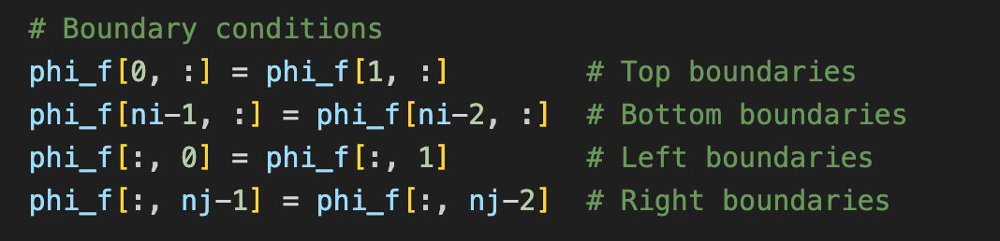 # Boundary conditions
phi_f[0, :] = phi_f[1, :]        # Top boundaries
phi_f[ni-1, :] = phi_f[ni-2, :]  # Bottom boundaries
phi_f[:, 0] = phi_f[:, 1]        # Left boundaries
phi_f[:, nj-1] = phi_f[:, nj-2]  # Right boundaries